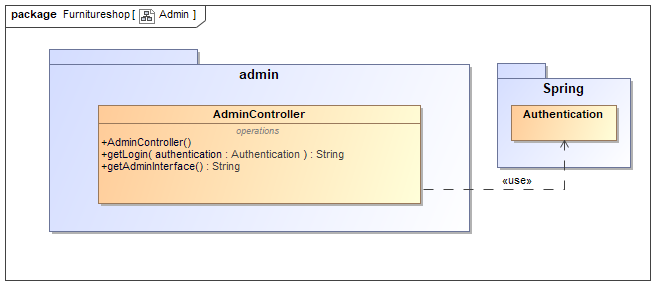 package Furnitureshop [ Admin ]
admin
Spring
AdminController
Authentication
operations
+AdminController()
+getLogin( authentication : Authentication ) : String
+getAdminInterface() : String
«use»